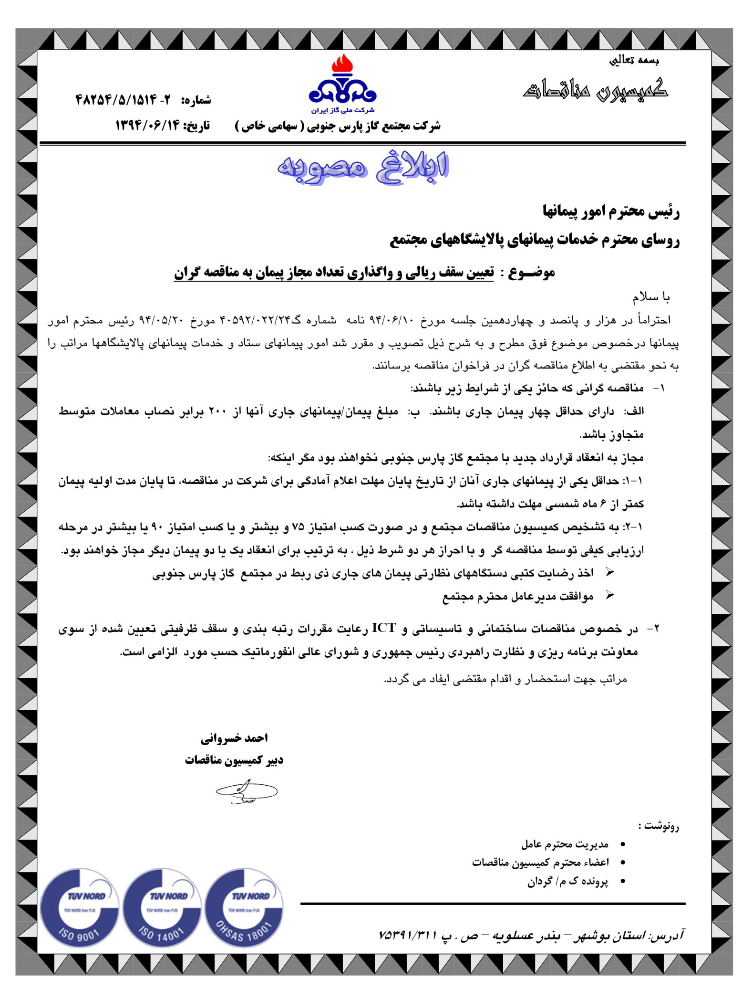 بسمه تعالی
کمیسیون مناقصات
شرکت ملی گاز ایران
شماره: ۲- ۴۸۲۵۴/۵/۱۵۱۴
شرکت مجتمع گاز پارس جنوبی ( سهامی خاص )
تاریخ: ۱۳۹۴/۰۶/۱۴
ابلاغ مصوبه
رئیس محترم امور پیمانها
روسای محترم خدمات پیمانهای پالایشگاههای مجتمع
موضــوع : تعیین سقف ریالی و واگذاری تعداد مجاز پیمان به مناقصه گران
با سلام
احتراماً در هزار و پانصد و چهاردهمین جلسه مورخ ۹۴/۰۶/۱۰ نامه شماره گ۴۰۵۹۲/۰۲۲/۲۴ مورخ ۹۴/۰۵/۲۰ رئیس محترم امور
پیمانها درخصوص موضوع فوق مطرح و به شرح ذیل تصویب و مقرر شد امور پیمانهای ستاد و خدمات پیمانهای پالایشگاهها مراتب را
به نحو مقتضی به اطلاع مناقصه گران در فراخوان مناقصه برسانند.
۱- مناقصه گرانی که حائز یکی از شرایط زیر باشند:
الف: دارای حداقل چهار پیمان جاری باشند. ب: مبلغ پیمان/پیمانهای جاری آنها از ۲۰۰ برابر نصاب معاملات متوسط
متجاوز باشد.
مجاز به انعقاد قرارداد جدید با مجتمع گاز پارس جنوبی نخواهند بود مگر اینکه:
۱-۱: حداقل یکی از پیمانهای جاری آنان از تاریخ پایان مهلت اعلام آمادگی برای شرکت در مناقصه، تا پایان مدت اولیه پیمان
کمتر از ۶ ماه شمسی مهلت داشته باشد.
۲-۱: به تشخیص کمیسیون مناقصات مجتمع و در صورت کسب امتیاز ۷۵ و بیشتر و یا کسب امتیاز ۹۰ یا بیشتر در مرحله
ارزیابی کیفی توسط مناقصه گر و با احراز هر دو شرط ذیل ، به ترتیب برای انعقاد یک یا دو پیمان دیگر مجاز خواهند بود.
➢ اخذ رضایت کتبی دستگاههای نظارتی پیمان های جاری ذی ربط در مجتمع گاز پارس جنوبی
➢ موافقت مدیرعامل محترم مجتمع
۲- در خصوص مناقصات ساختمانی و تاسیساتی و ICT رعایت مقررات رتبه بندی و سقف ظرفیتی تعیین شده از سوی
معاونت برنامه ریزی و نظارت راهبردی رئیس جمهوری و شورای عالی انفورماتیک حسب مورد الزامی است.
مراتب جهت استحضار و اقدام مقتضی ایفاد می گردد.
احمد خسروانی
دبیر کمیسیون مناقصات
رونوشت :
• مدیریت محترم عامل
• اعضاء محترم کمیسیون مناقصات
• پرونده ک م/ گردان
TÜV NORD
TÜV NORD Iran PJS
ISO 9001
TÜV NORD
TÜV NORD Iran PJS
ISO 14001
TÜV NORD
TÜV NORD Iran PJS
OHSAS 18001
آدرس: استان بوشهر – بندر عسلویه – ص . پ ۷۵۳۹۱/۳۱۱